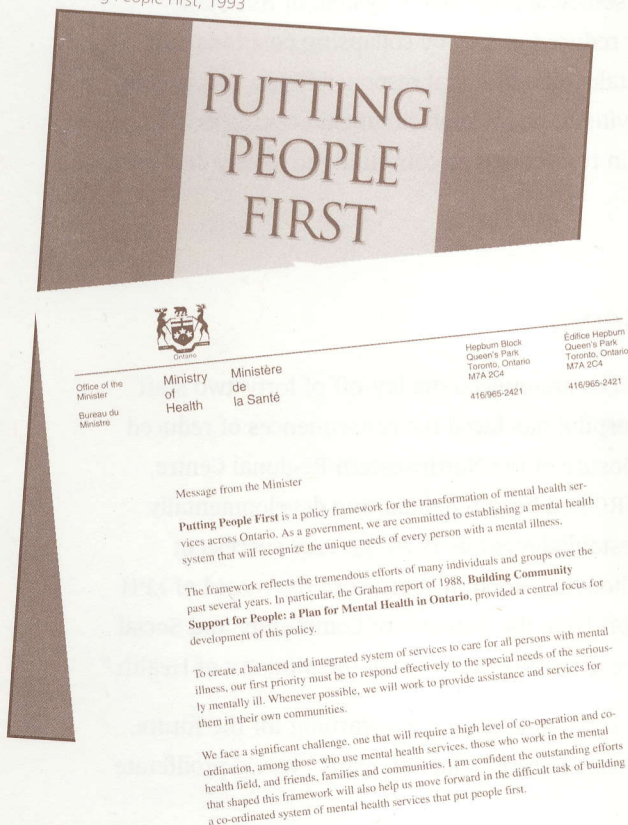 People First, 1993
PUTTING
PEOPLE
FIRST
Ontario
Office of the
Minister
Bureau du
Ministre
Ministry
of
Health
Ministère
de
la Santé
Hepburn Block
Queen's Park
Toronto, Ontario
M7A 2C4
416/965-2421
Édifice Hepburn
Queen's Park
Toronto, Ontario
M7A 2C4
416/965-2421
Message from the Minister
Putting People First is a policy framework for the transformation of mental health ser-
vices across Ontario. As a government, we are committed to establishing a mental health
system that will recognize the unique needs of every person with a mental illness.
The framework reflects the tremendous efforts of many individuals and groups over the
past several years. In particular, the Graham report of 1988, Building Community
Support for People: a Plan for Mental Health in Ontario, provided a central focus for
development of this policy.
To create a balanced and integrated system of services to care for all persons with mental
illness, our first priority must be to respond effectively to the special needs of the serious-
ly mentally ill. Whenever possible, we will work to provide assistance and services for
them in their own communities.
We face a significant challenge, one that will require a high level of co-operation and co-
ordination, among those who use mental health services, those who work in the mental
health field, and friends, families and communities. I am confident the outstanding efforts
that shaped this framework will also help us move forward in the difficult task of building
a co-ordinated system of mental health services that put people first.